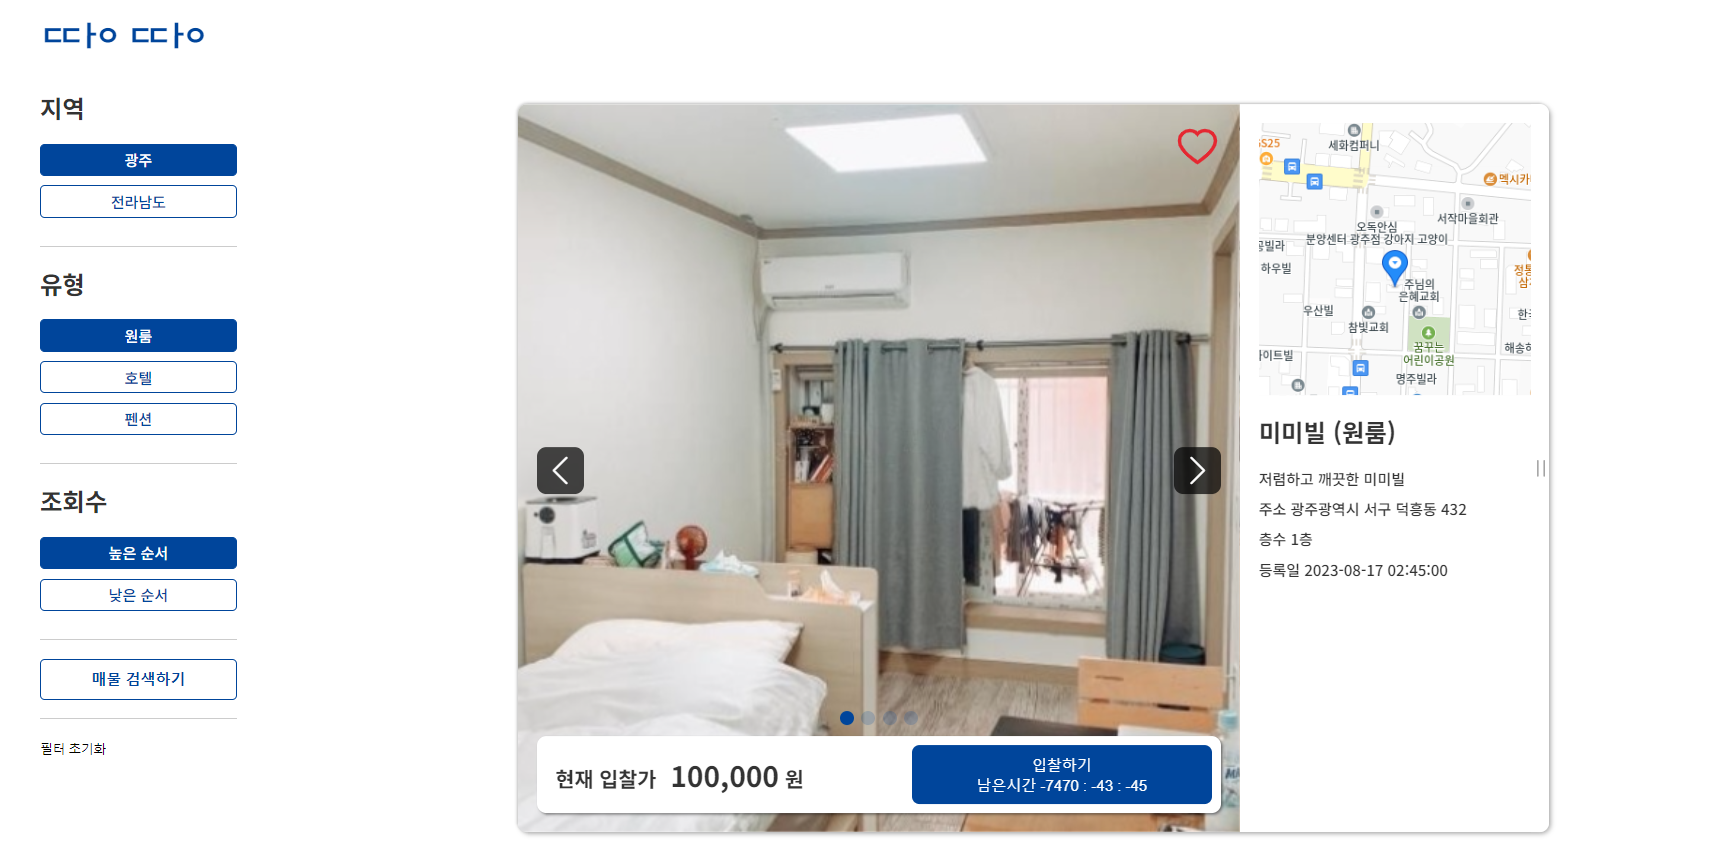 따ㅇ 따ㅇ
지역
광주
전라남도
유형
원룸
호텔
펜션
조회수
높은 순서
낮은 순서
매물 검색하기
필터 초기화
현재 입찰가 100,000 원
입찰하기
남은시간 -7470 : -43 : -45
세화컴퍼니
GS25
멕시카
서작마을회관
오독안심
분양센터 광주점 강아지 고양이
공빌라
하우빌
정통
삼
주님의
은혜교회
우산빌
참빛교회
한
꿈꾸는
어린이공원
해송하
라이트빌
명주빌라
미미빌 (원룸)
저렴하고 깨끗한 미미빌
주소 광주광역시 서구 덕흥동 432
층수 1층
등록일 2023-08-17 02:45:00